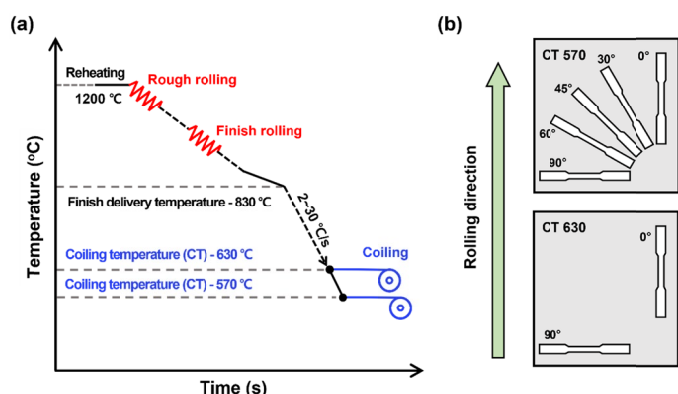 (a)
Reheating
1200 ℃
Rough rolling
Finish rolling
Finish delivery temperature - 830 ℃
2~30 ℃/s
Coiling temperature (CT) - 630 ℃
Coiling
Coiling temperature (CT) - 570 ℃
Temperature (°C)
Time (s)
(b)
Rolling direction
CT 570
0°
30°
45°
60°
90°
CT 630
0°
90°